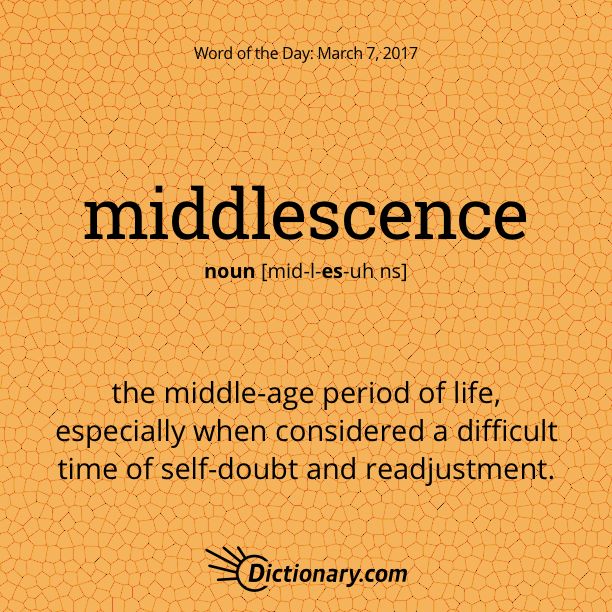 Word of the Day: March 7, 2017
middlescence
noun [mid-l-es-uh ns]
the middle-age period of life,
especially when considered a difficult
time of self-doubt and readjustment.
Dictionary.com